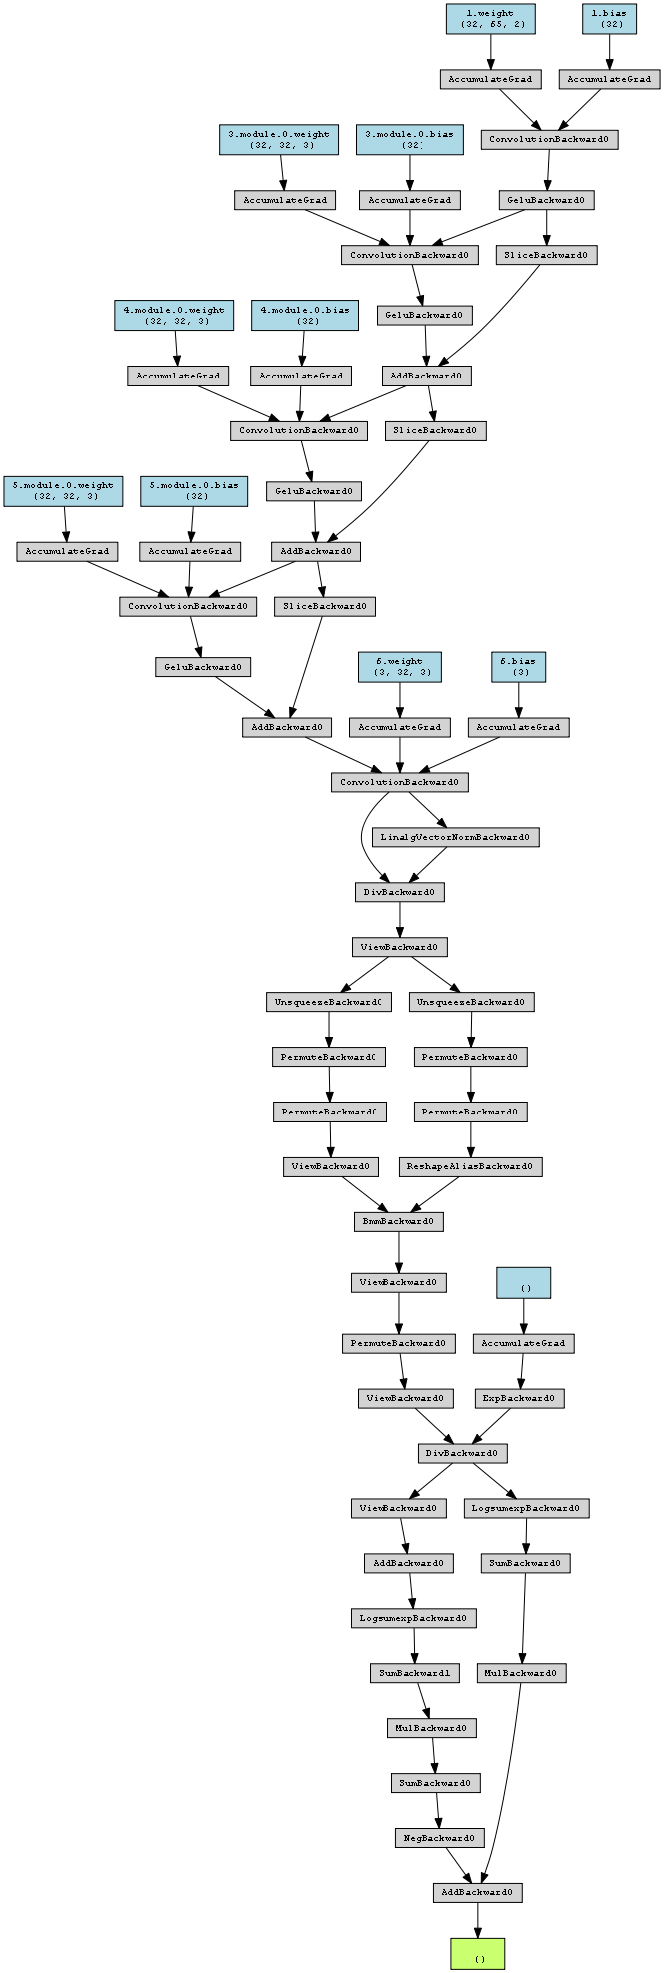 1.weight
(32, 65, 2)
1.bias
(32)
AccumulateGrad
AccumulateGrad
3.module.0.weight
(32, 32, 3)
3.module.0.bias
(32)
ConvolutionBackward0
AccumulateGrad
AccumulateGrad
GeluBackward0
ConvolutionBackward0
SliceBackward0
4.module.0.weight
(32, 32, 3)
4.module.0.bias
(32)
GeluBackward0
AccumulateGrad
AccumulateGrad
AddBackward0
ConvolutionBackward0
SliceBackward0
5.module.0.weight
(32, 32, 3)
5.module.0.bias
(32)
GeluBackward0
AccumulateGrad
AccumulateGrad
AddBackward0
ConvolutionBackward0
SliceBackward0
GeluBackward0
6.weight
(3, 32, 3)
6.bias
(3)
AddBackward0
AccumulateGrad
AccumulateGrad
ConvolutionBackward0
LinalgVectorNormBackward0
DivBackward0
ViewBackward0
UnsqueezeBackward0
UnsqueezeBackward0
PermuteBackward0
PermuteBackward0
PermuteBackward0
PermuteBackward0
ViewBackward0
ReshapeAliasBackward0
BmmBackward0
ViewBackward0
()
PermuteBackward0
AccumulateGrad
ViewBackward0
ExpBackward0
DivBackward0
ViewBackward0
LogsumexpBackward0
AddBackward0
SumBackward0
LogsumexpBackward0
SumBackward1
MulBackward0
MulBackward0
SumBackward0
NegBackward0
AddBackward0
()